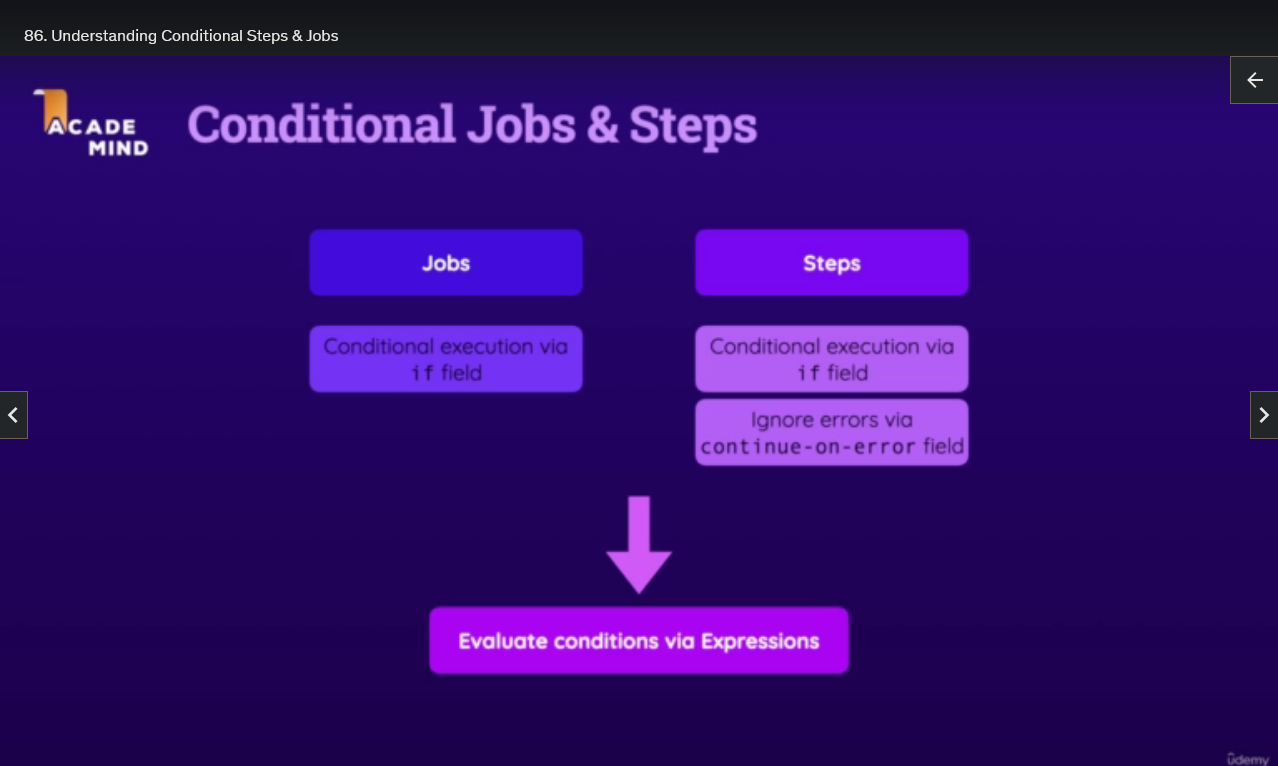 86. Understanding Conditional Steps & Jobs
ACADE
MIND
Conditional Jobs & Steps
Jobs
Steps
Conditional execution via
if field
Conditional execution via
if field
Ignore errors via
continue-on-error field
Evaluate conditions via Expressions
ûdemy